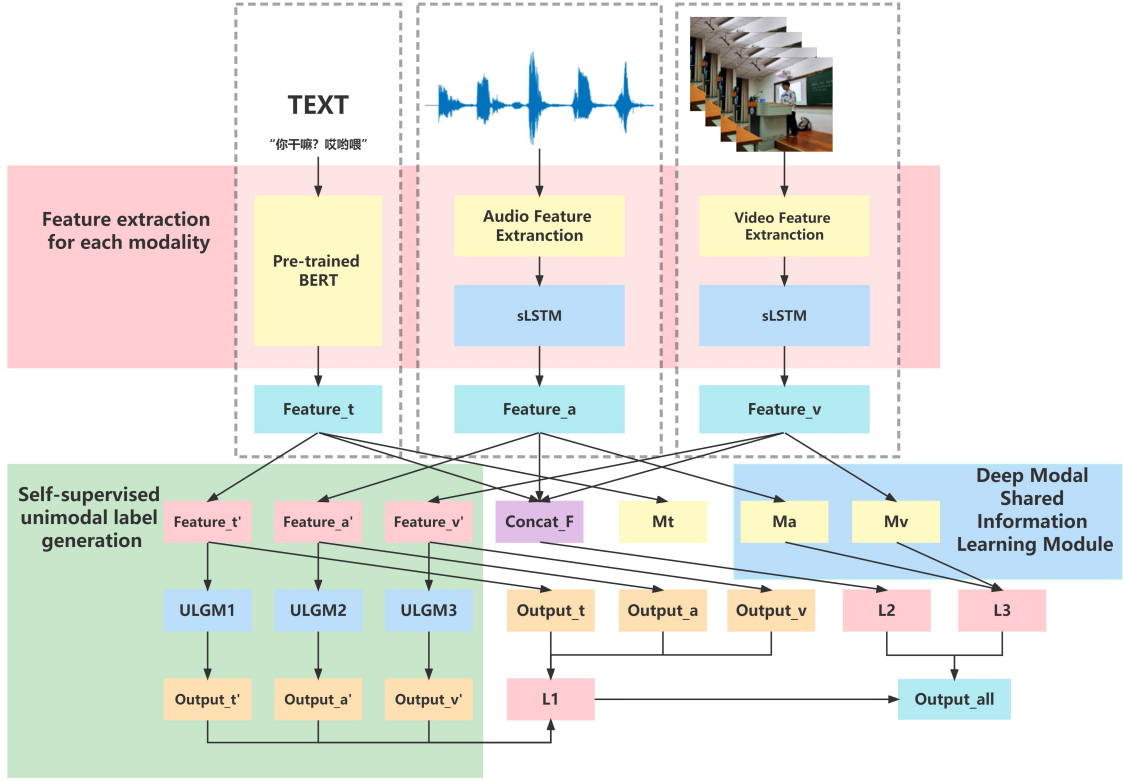 TEXT
“你干嘛？哎哟喂”
Feature extraction
for each modality
Pre-trained
BERT
Audio Feature
Extranction
Video Feature
Extranction
sLSTM
sLSTM
Feature_t
Feature_a
Feature_v
Self-supervised
unimodal label
generation
Feature_t'
Feature_a'
Feature_v'
Concat_F
Mt
Ma
Mv
Deep Modal
Shared
Information
Learning Module
ULGM1
ULGM2
ULGM3
Output_t
Output_a
Output_v
L2
L3
Output_t'
Output_a'
Output_v'
L1
Output_all